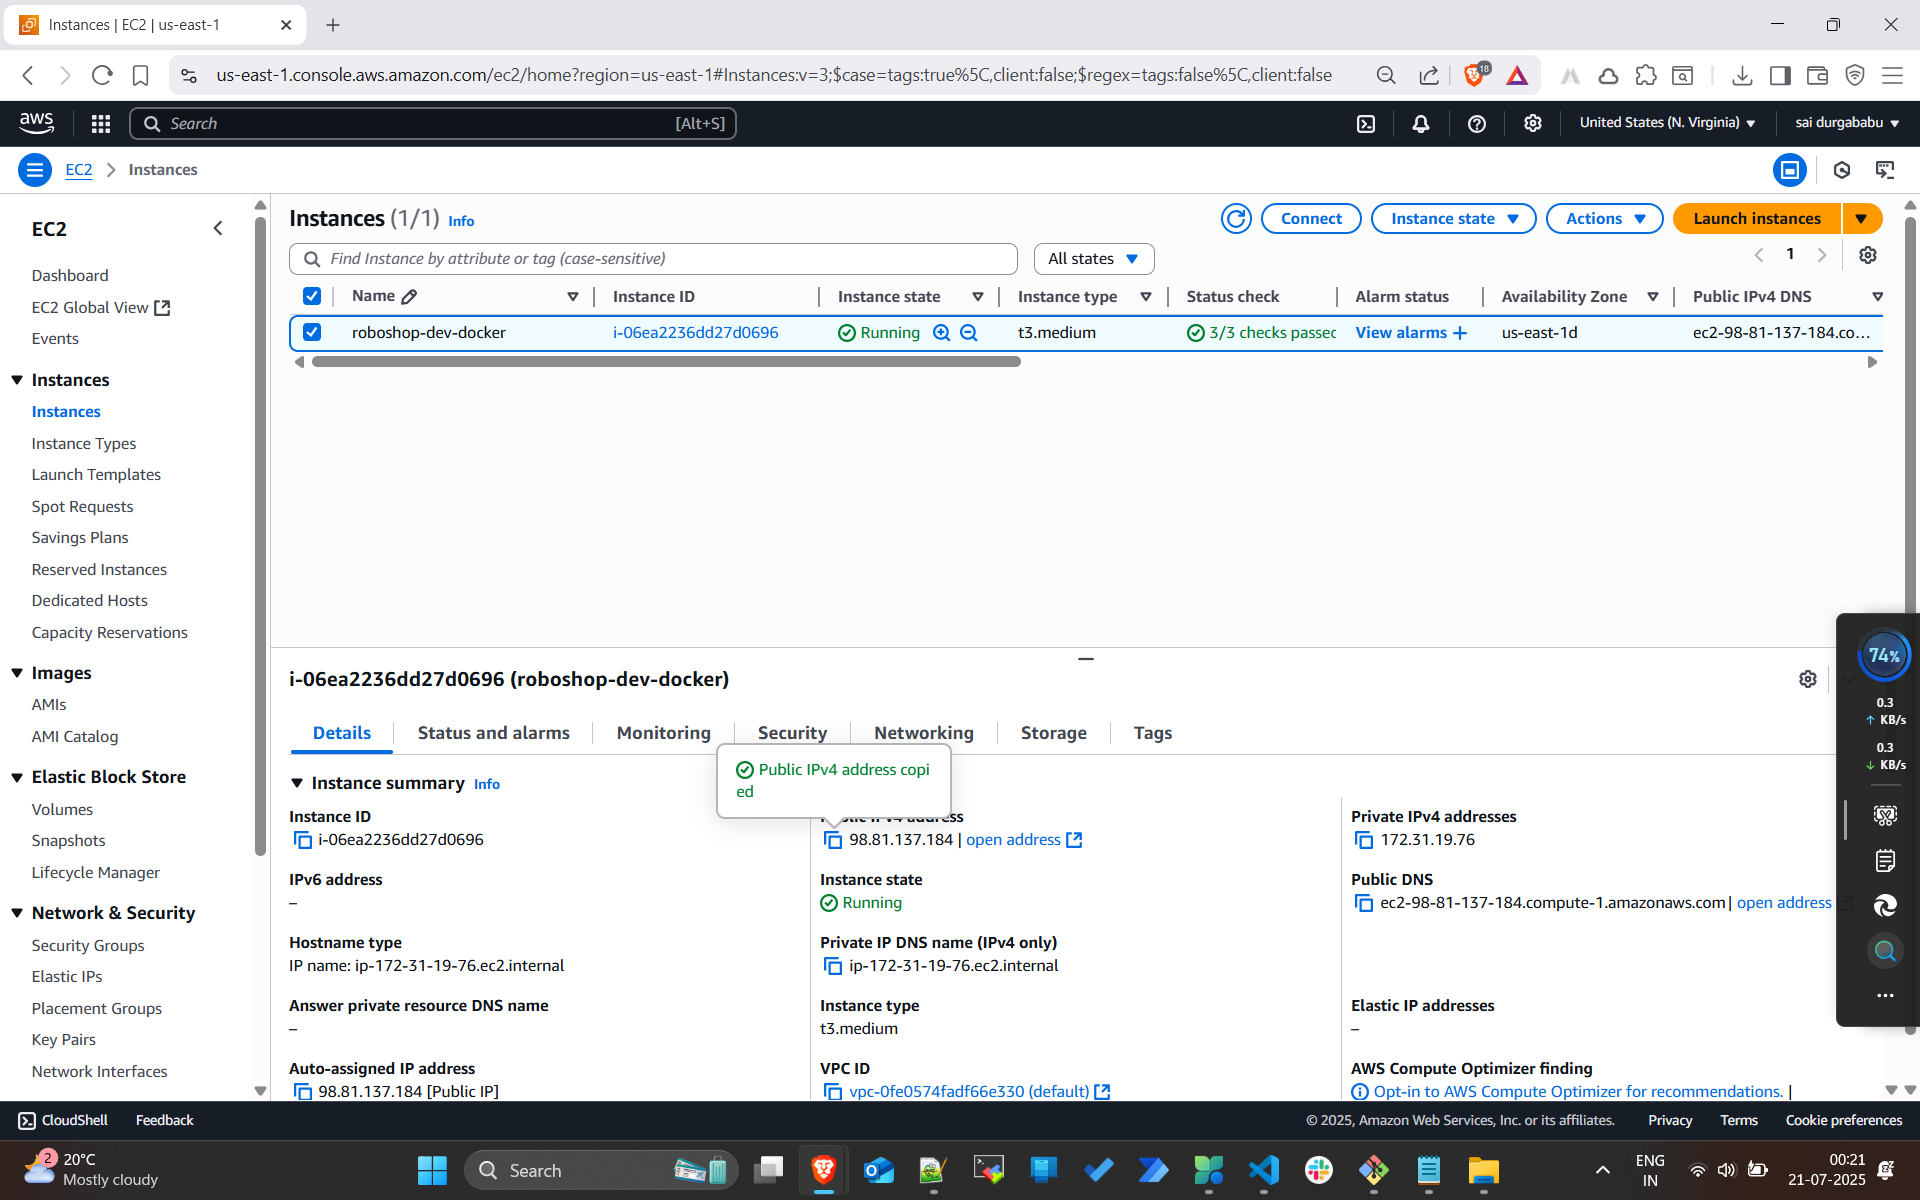 Instances | EC2 | us-east-1
us-east-1.console.aws.amazon.com/ec2/home?region=us-east-1#Instances:v=3;$case=tags:true%5C,client:false;$regex=tags:false%5C,client:false
18
aws
Search
[Alt+S]
United States (N. Virginia)
sai durgababu
EC2
Instances
EC2
Dashboard
EC2 Global View
Events
Instances
Instances
Instance Types
Launch Templates
Spot Requests
Savings Plans
Reserved Instances
Dedicated Hosts
Capacity Reservations
Images
AMIs
AMI Catalog
Elastic Block Store
Volumes
Snapshots
Lifecycle Manager
Network & Security
Security Groups
Elastic IPs
Placement Groups
Key Pairs
Network Interfaces
Instances (1/1) Info
Connect
Instance state
Actions
Launch instances
Find Instance by attribute or tag (case-sensitive)
All states
1
Name
Instance ID
Instance state
Instance type
Status check
Alarm status
Availability Zone
Public IPv4 DNS
roboshop-dev-docker
i-06ea2236dd27d0696
Running
t3.medium
3/3 checks passed
View alarms +
us-east-1d
ec2-98-81-137-184.co...
i-06ea2236dd27d0696 (roboshop-dev-docker)
Details
Status and alarms
Monitoring
Security
Networking
Storage
Tags
Public IPv4 address copi
ed
Instance summary Info
Instance ID
i-06ea2236dd27d0696
Public IPv4 address
98.81.137.184 | open address
Private IPv4 addresses
172.31.19.76
IPv6 address
–
Instance state
Running
Public DNS
ec2-98-81-137-184.compute-1.amazonaws.com | open address
Hostname type
IP name: ip-172-31-19-76.ec2.internal
Private IP DNS name (IPv4 only)
ip-172-31-19-76.ec2.internal
Answer private resource DNS name
–
Instance type
t3.medium
Elastic IP addresses
–
Auto-assigned IP address
98.81.137.184 [Public IP]
VPC ID
vpc-0fe0574fadf66e330 (default)
AWS Compute Optimizer finding
Opt-in to AWS Compute Optimizer for recommendations. |
74%
0.3
↑ KB/s
0.3
↓ KB/s
CloudShell
Feedback
© 2025, Amazon Web Services, Inc. or its affiliates.
Privacy
Terms
Cookie preferences
2
20°C
Mostly cloudy
Search
ENG
IN
00:21
21-07-2025